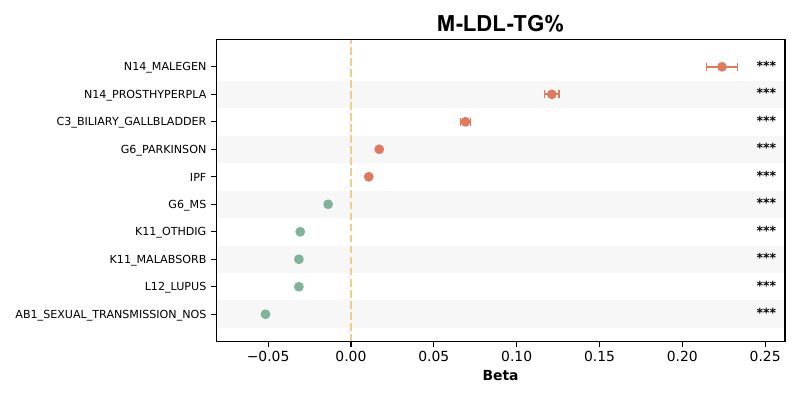 M-LDL-TG%
N14_MALEGEN ***
N14_PROSTHYPERPLA ***
C3_BILIARY_GALLBLADDER ***
G6_PARKINSON ***
IPF ***
G6_MS ***
K11_OTHDIG ***
K11_MALABSORB ***
L12_LUPUS ***
AB1_SEXUAL_TRANSMISSION_NOS ***
−0.05 0.00 0.05 0.10 0.15 0.20 0.25
Beta